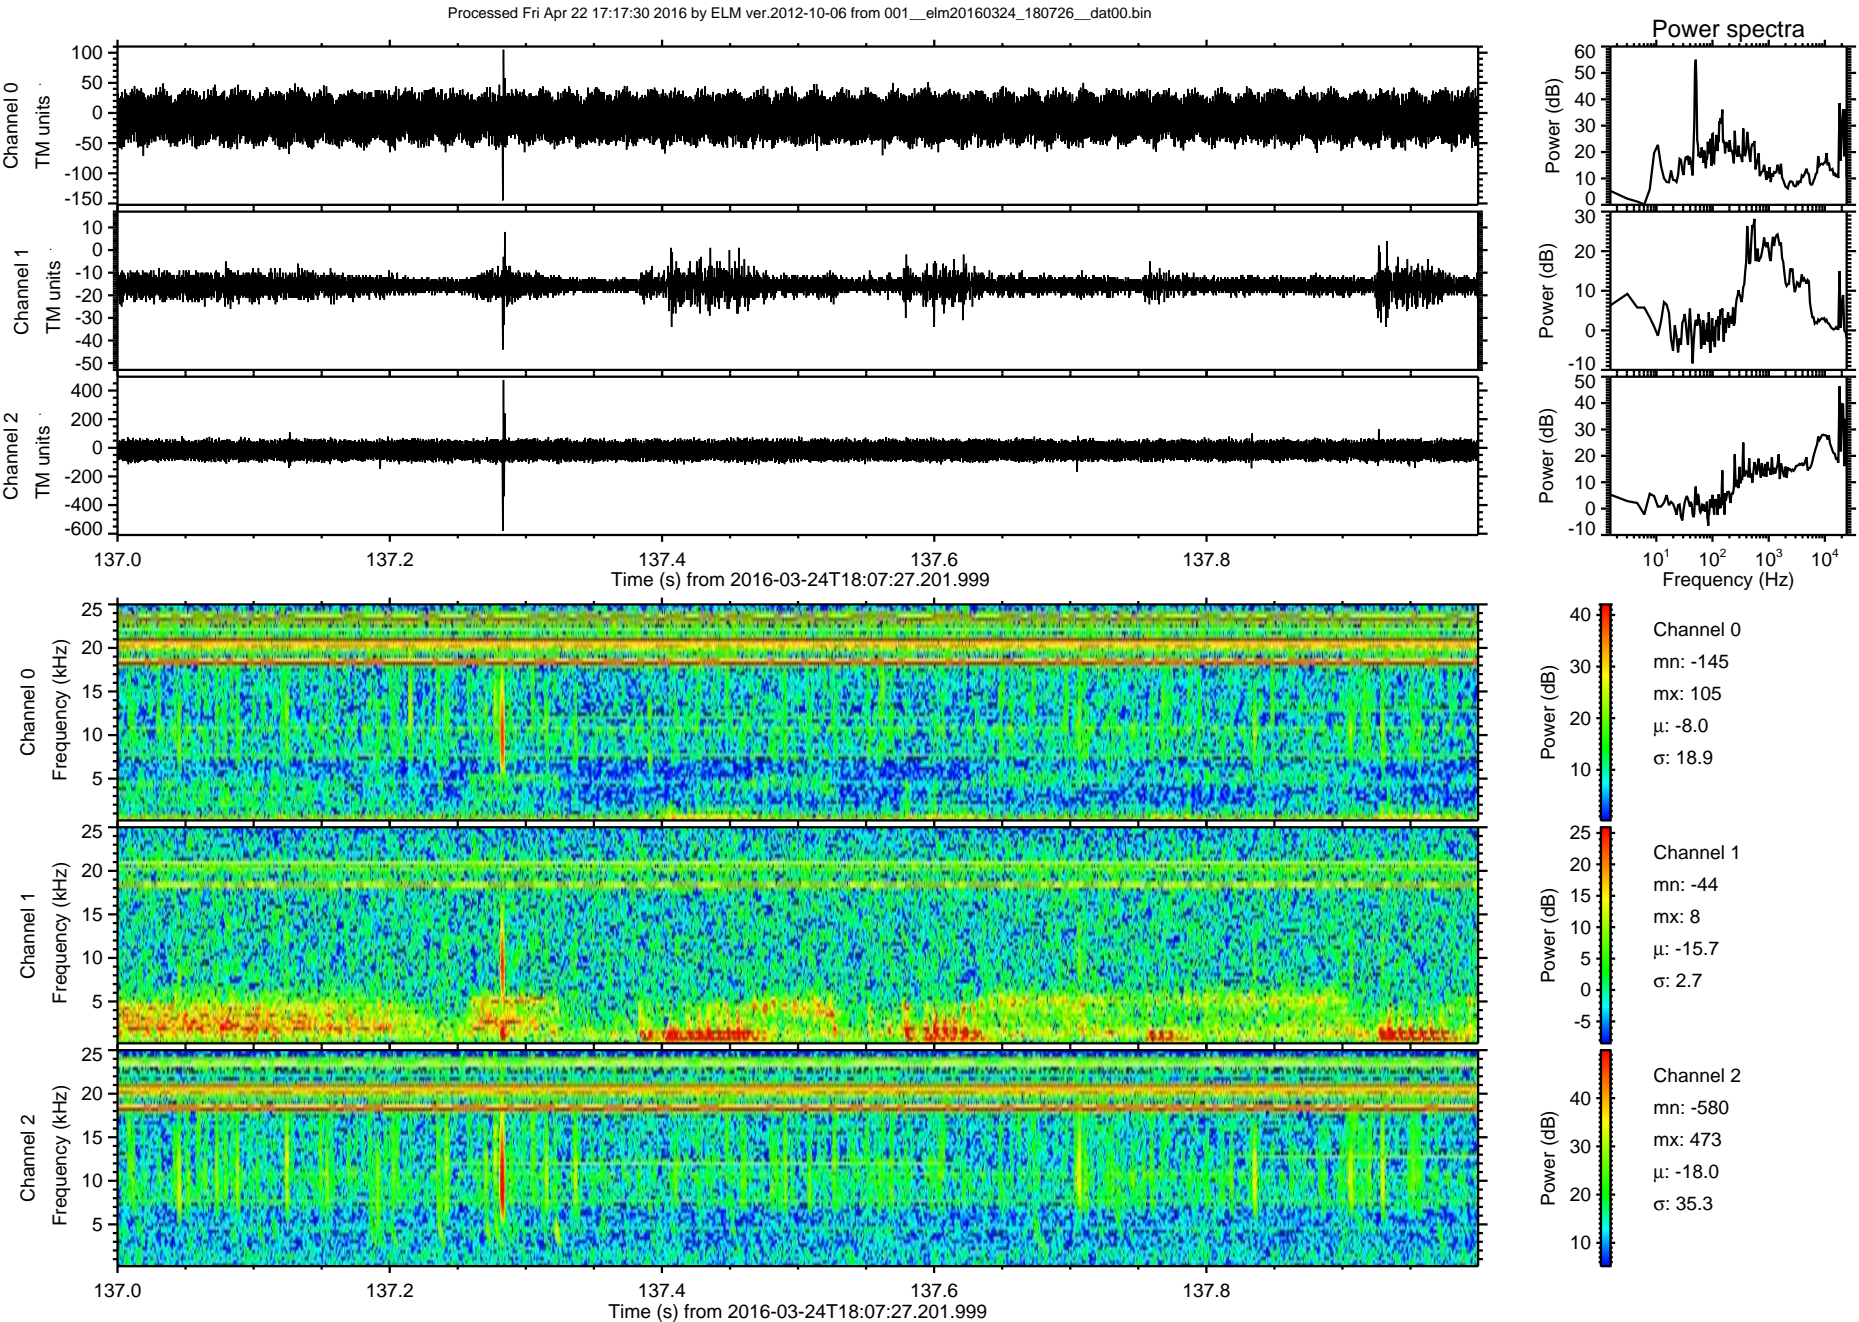 Processed Fri Apr 22 17:17:30 2016 by ELM ver.2012-10-06 from 001__elm20160324_180726__dat00.bin
Power spectra
Channel 0
TM units
100
50
0
-50
-100
-150
Power (dB)
60
50
40
30
20
10
0
Channel 1
TM units
10
0
-10
-20
-30
-40
-50
Power (dB)
30
20
10
0
-10
Channel 2
TM units
400
200
0
-200
-400
-600
Power (dB)
50
40
30
20
10
0
-10
137.0 137.2 137.4 137.6 137.8
Time (s) from 2016-03-24T18:07:27.201.999
10^1 10^2 10^3 10^4
Frequency (Hz)
Channel 0
Frequency (kHz)
25
20
15
10
5
Power (dB)
40
30
20
10
Channel 0
mn: -145
mx: 105
μ: -8.0
σ: 18.9
Channel 1
Frequency (kHz)
25
20
15
10
5
Power (dB)
25
20
15
10
5
0
-5
Channel 1
mn: -44
mx: 8
μ: -15.7
σ: 2.7
Channel 2
Frequency (kHz)
25
20
15
10
5
Power (dB)
40
30
20
10
Channel 2
mn: -580
mx: 473
μ: -18.0
σ: 35.3
137.0 137.2 137.4 137.6 137.8
Time (s) from 2016-03-24T18:07:27.201.999